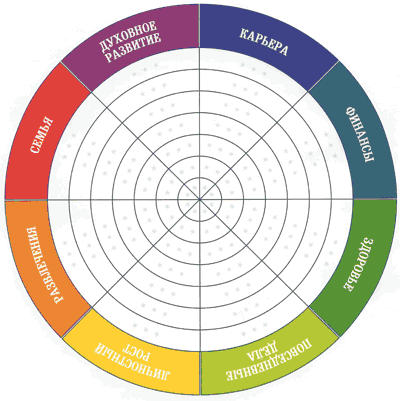 ДУХОВНОЕ
РАЗВИТИЕ
КАРЬЕРА
ФИНАНСЫ
ЗДОРОВЬЕ
ПОВСЕДНЕВНЫЕ
ДЕЛА
ЛИЧНОСТНЫЙ
РОСТ
РАЗВЛЕЧЕНИЯ
СЕМЬЯ